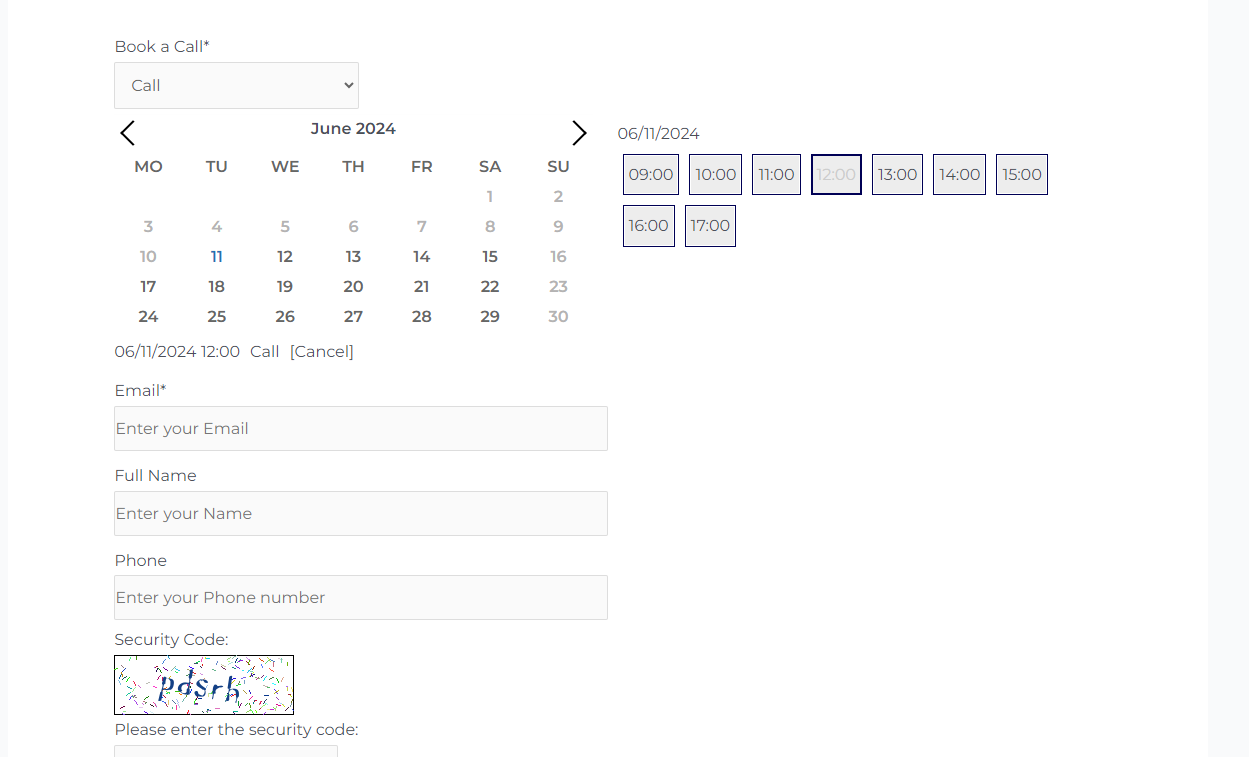 Book a Call*
Call
June 2024
MO TU WE TH FR SA SU
1 2
3 4 5 6 7 8 9
10 11 12 13 14 15 16
17 18 19 20 21 22 23
24 25 26 27 28 29 30
06/11/2024
09:00 10:00 11:00 12:00 13:00 14:00 15:00
16:00 17:00
06/11/2024 12:00 Call [Cancel]
Email*
Enter your Email
Full Name
Enter your Name
Phone
Enter your Phone number
Security Code:
pdsrh
Please enter the security code: